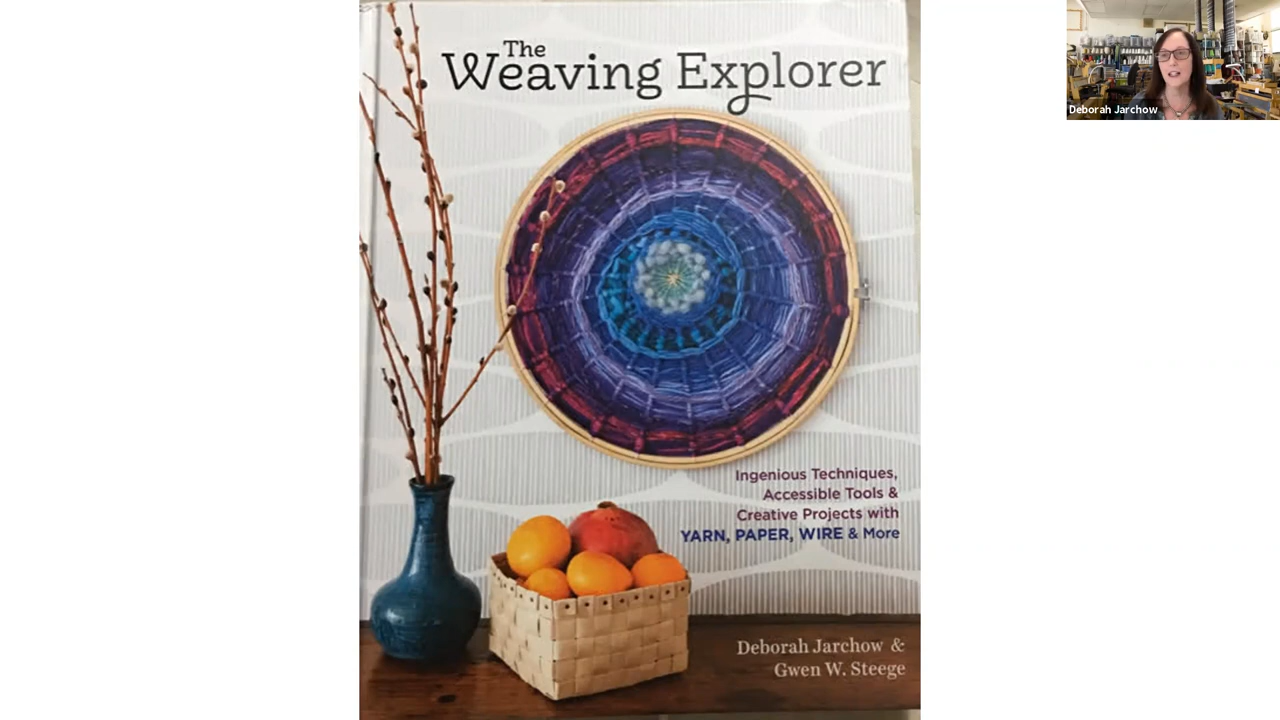 The
Weaving Explorer
Ingenious Techniques,
Accessible Tools &
Creative Projects with
YARN, PAPER, WIRE & More
Deborah Jarchow &
Gwen W. Steege
Deborah Jarchow